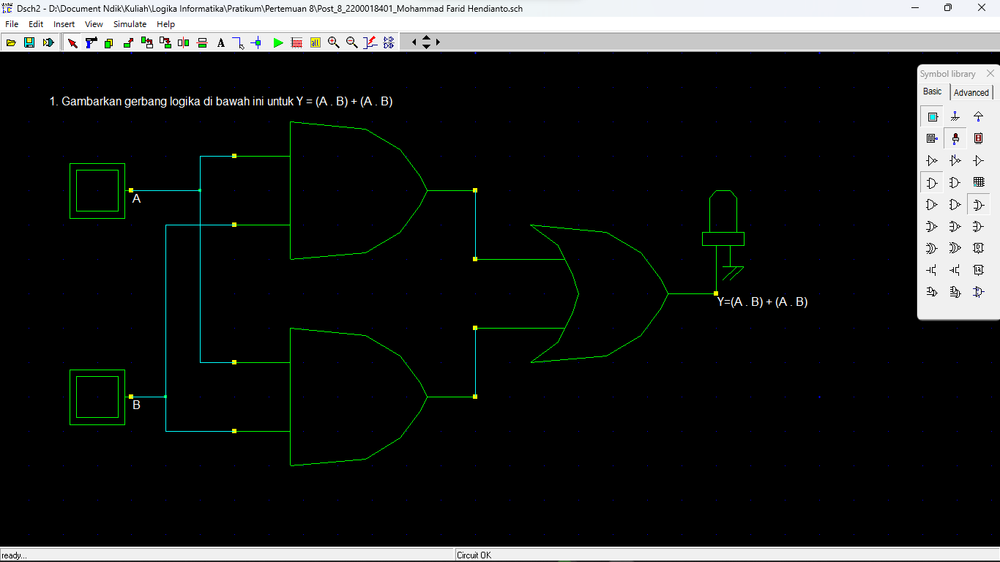 Dsch2 - D:\Document Ndik\Kuliah\Logika Informatika\Pratikum\Pertemuan 8\Post_8_2200018401_Mohammad Farid Hendianto.sch
File Edit Insert View Simulate Help
Symbol library
Basic Advanced
1. Gambarkan gerbang logika di bawah ini untuk Y = (A . B) + (A . B)
A
Y=(A . B) + (A . B)
B
ready...
Circuit OK